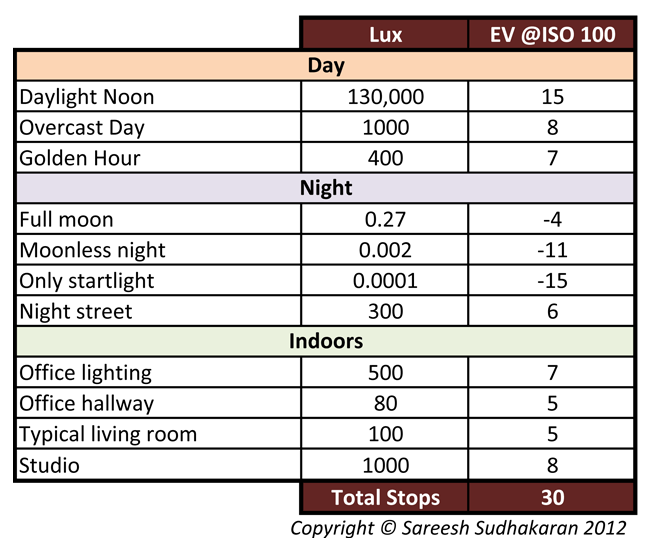 Lux EV @ISO 100
Day
Daylight Noon 130,000 15
Overcast Day 1000 8
Golden Hour 400 7
Night
Full moon 0.27 -4
Moonless night 0.002 -11
Only startlight 0.0001 -15
Night street 300 6
Indoors
Office lighting 500 7
Office hallway 80 5
Typical living room 100 5
Studio 1000 8
Total Stops 30
Copyright © Sareesh Sudhakaran 2012